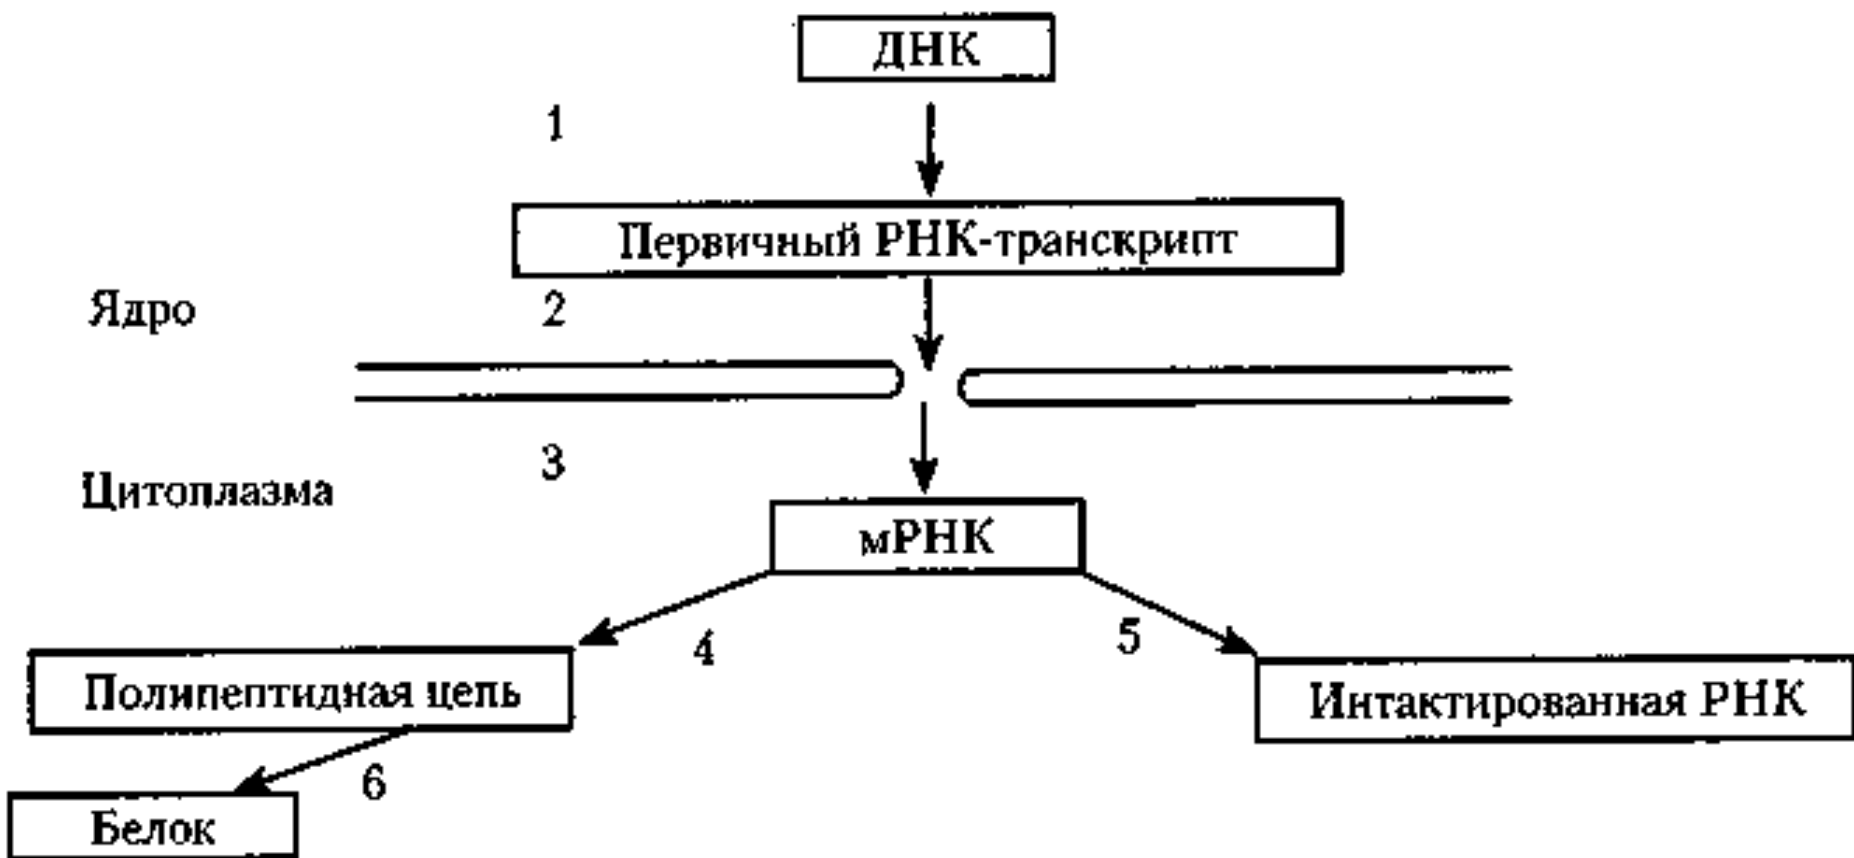 ДНК
1
Первичный РНК-транскрипт
Ядро
2
3
Цитоплазма
мРНК
4
5
Полипептидная цепь
Интактированная РНК
6
Белок